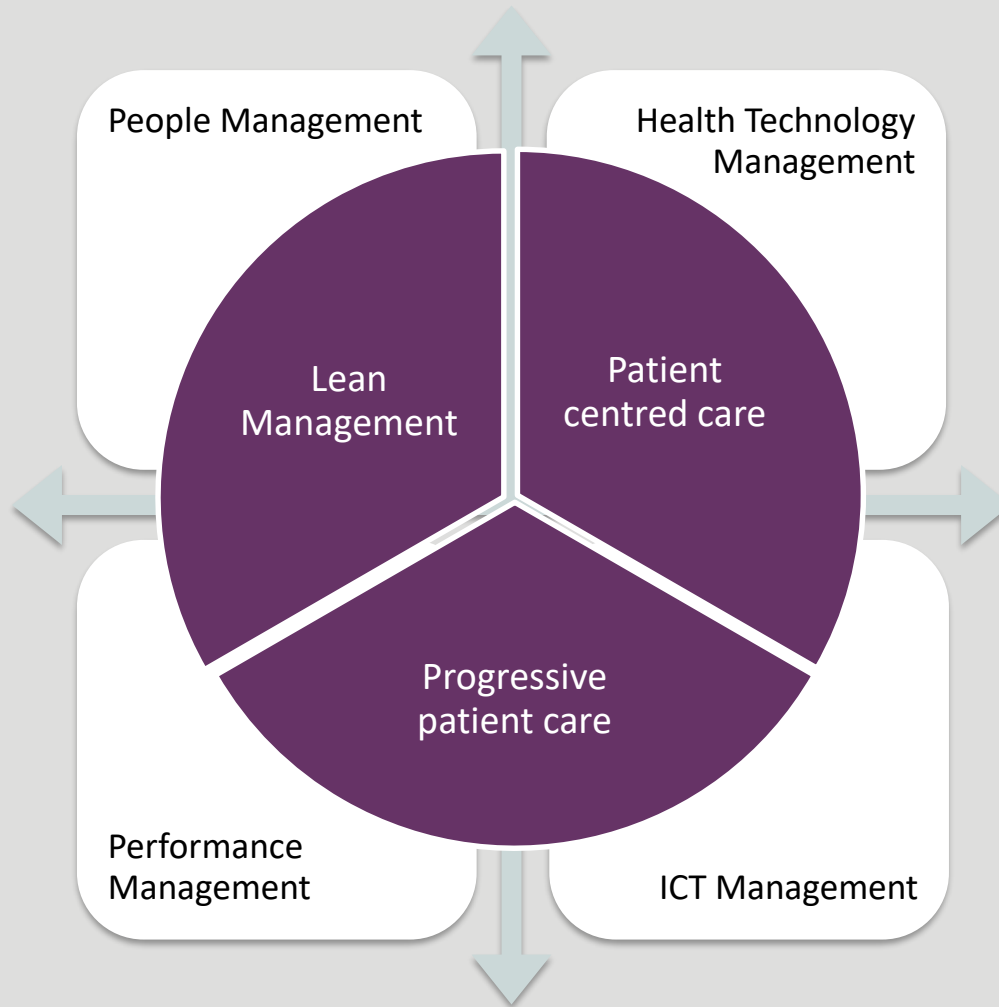 People Management
Health Technology
Management
Lean
Management
Patient
centred care
Progressive
patient care
Performance
Management
ICT Management